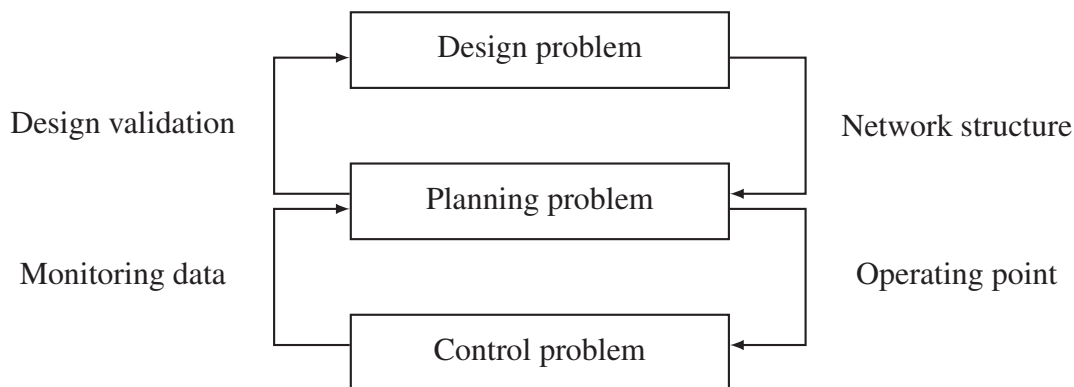 Design problem
Design validation
Network structure
Planning problem
Monitoring data
Operating point
Control problem